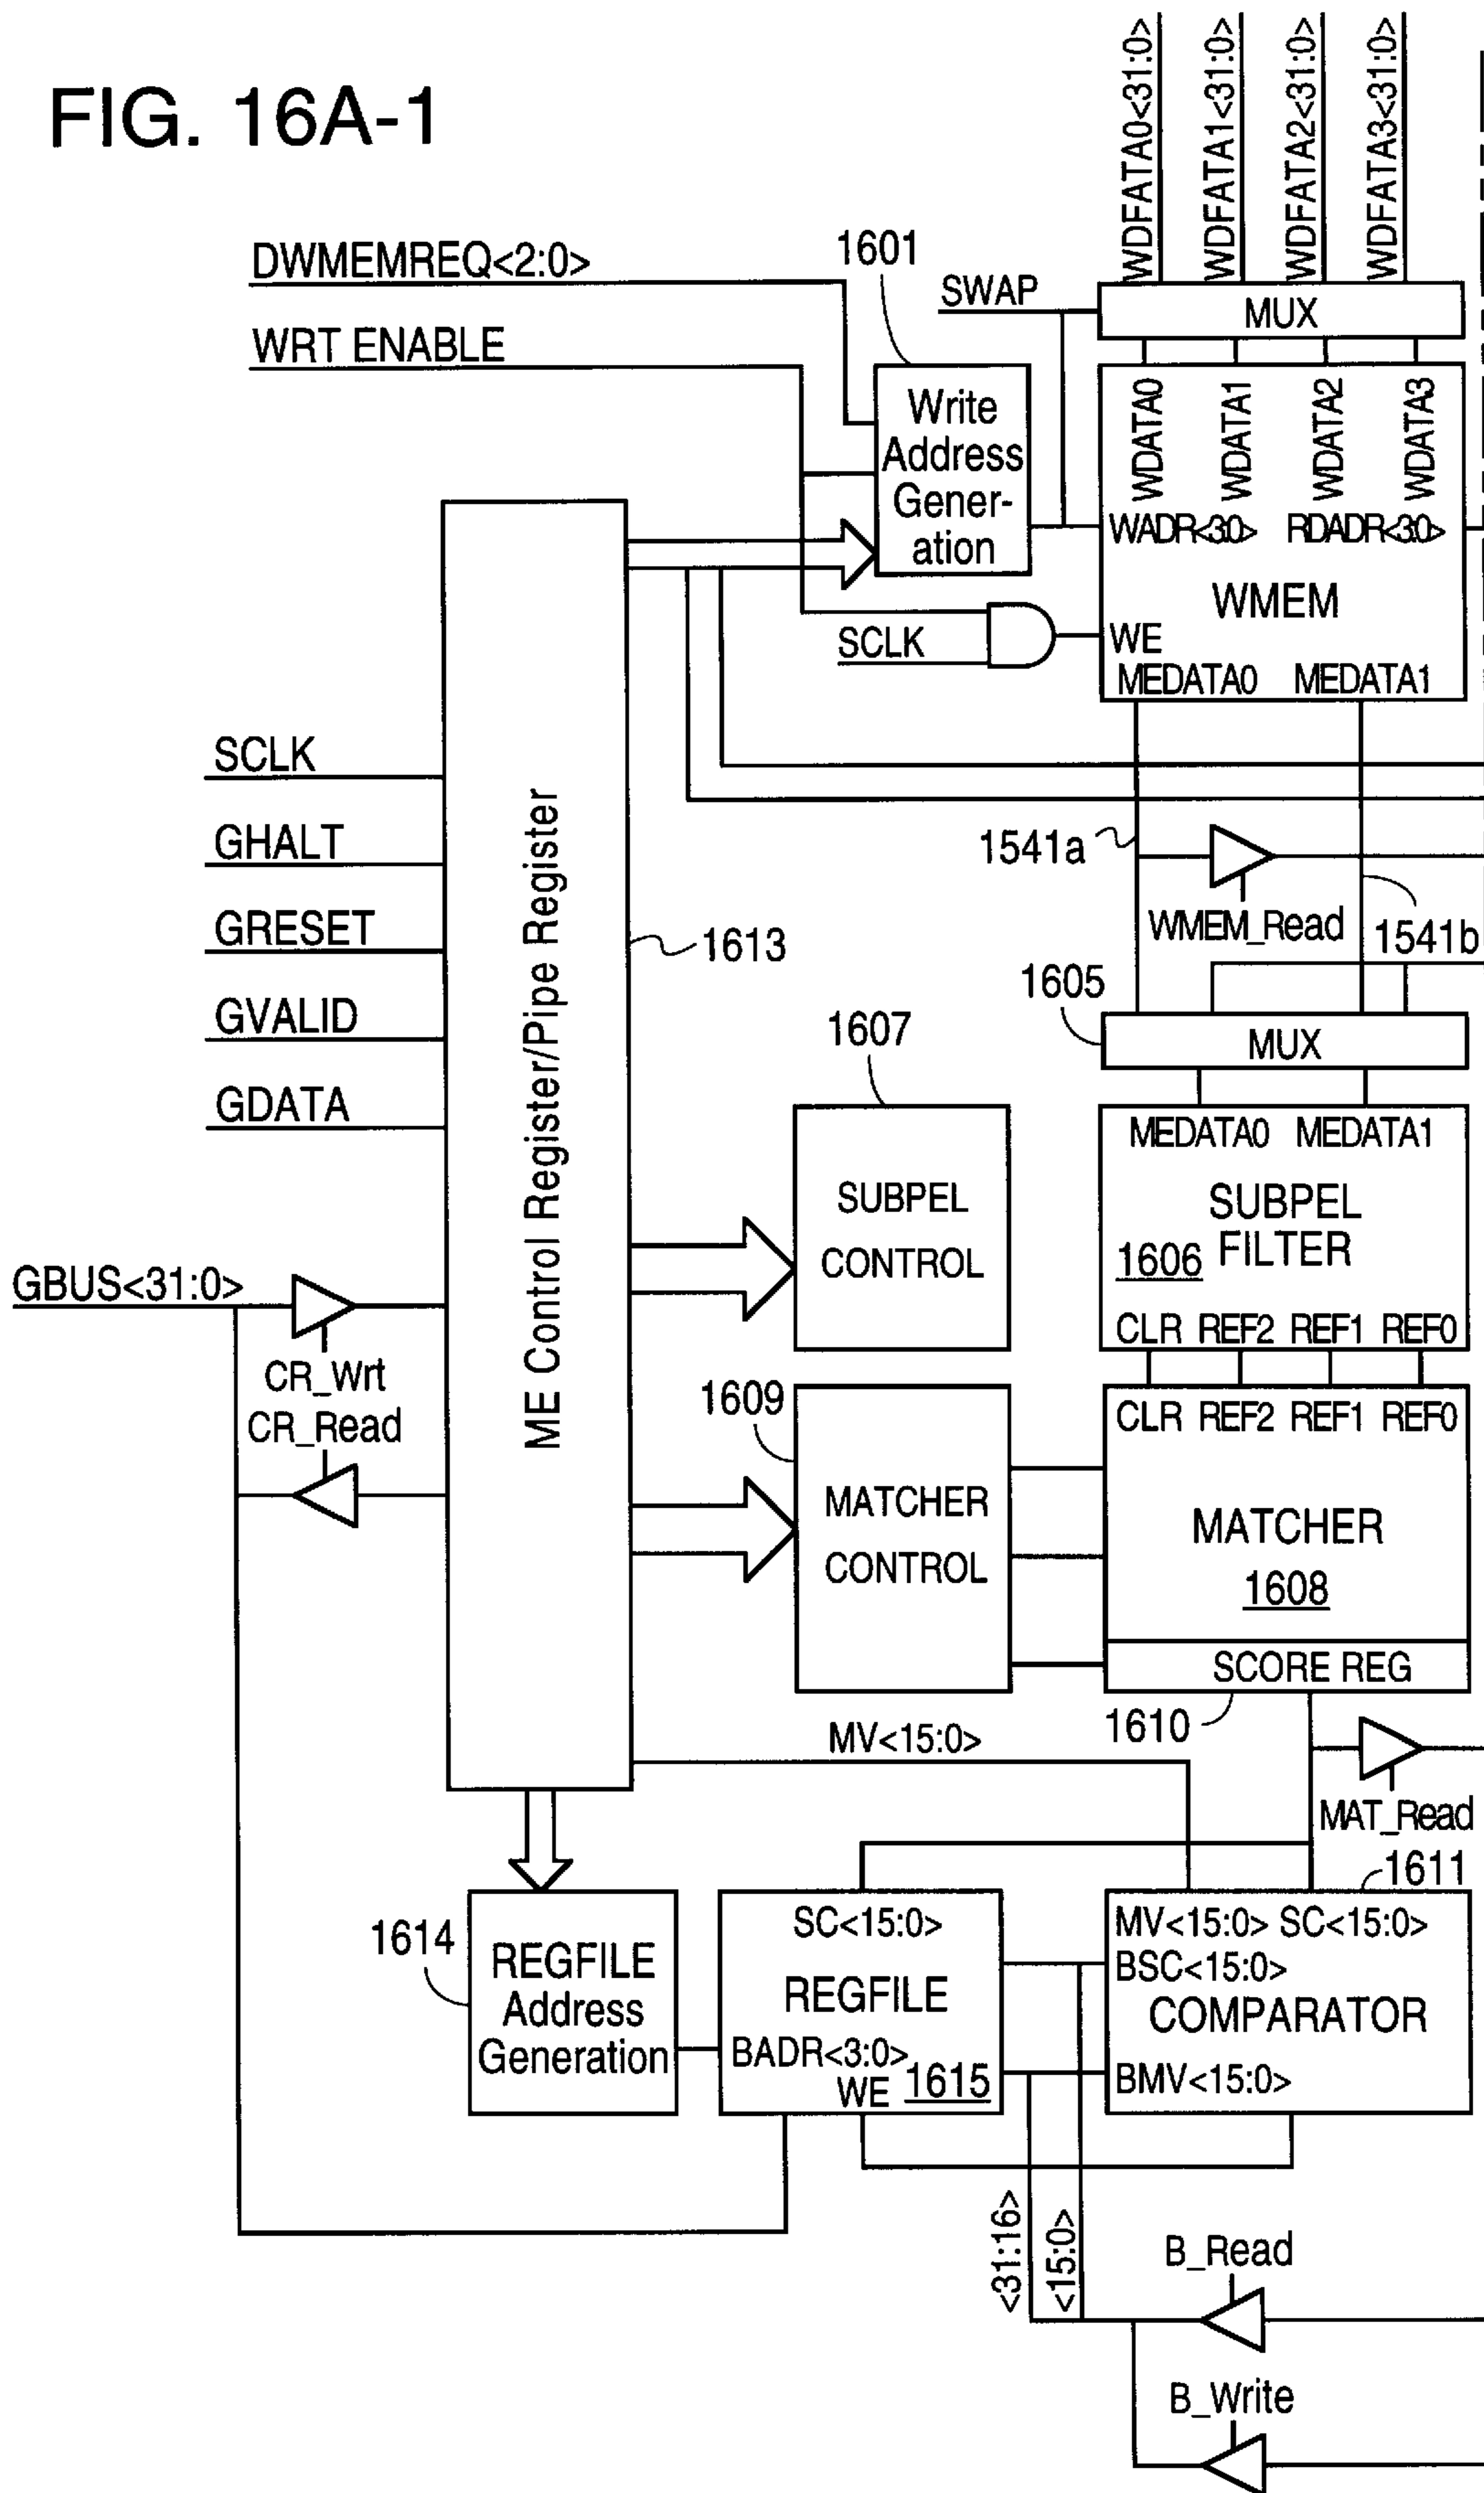 FIG. 16A-1
WDFATA0<31:0>
WDFATA1<31:0>
WDFATA2<31:0>
WDFATA3<31:0>
DWMEMREQ<2:0>
1601
SWAP
MUX
WRT ENABLE
Write
Address
Gener-
ation
WDATA0
WDATA1
WDATA2
WDATA3
WADR<3:0> RDADR<3:0>
WMEM
SCLK
WE
MEDATA0 MEDATA1
SCLK
GHALT
GRESET
GVALID
GDATA
ME Control Register/Pipe Register
1613
1541a
WMEM_Read
1541b
1605
MUX
1607
SUBPEL
CONTROL
MEDATA0 MEDATA1
SUBPEL
FILTER
1606
CLR REF2 REF1 REF0
GBUS<31:0>
CR_Wrt
CR_Read
1609
MATCHER
CONTROL
CLR REF2 REF1 REF0
MATCHER
1608
SCORE REG
1610
MV<15:0>
MAT_Read
1611
1614
REGFILE
Address
Generation
SC<15:0>
REGFILE
BADR<3:0>
WE 1615
MV<15:0> SC<15:0>
BSC<15:0>
COMPARATOR
BMV<15:0>
<31:16>
<15:0>
B_Read
B_Write